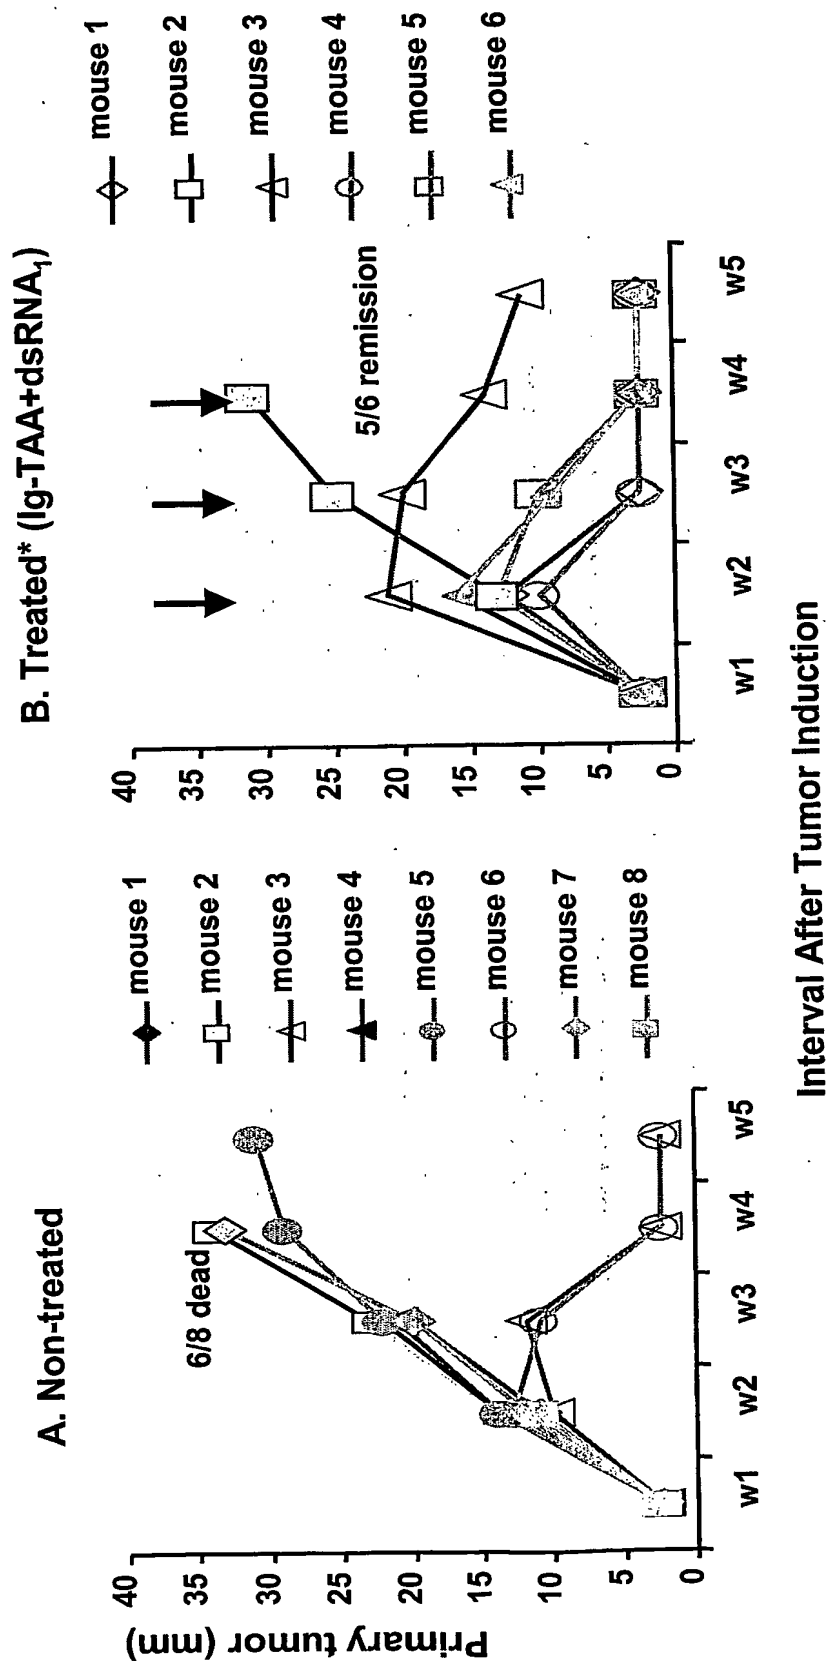 A. Non-treated
Primary tumor (mm)
40
35
30
25
20
15
10
5
0
6/8 dead
w1 w2 w3 w4 w5
mouse 1
mouse 2
mouse 3
mouse 4
mouse 5
mouse 6
mouse 7
mouse 8
B. Treated* (Ig-TAA+dsRNA1)
40
35
30
25
20
15
10
5
0
5/6 remission
w1 w2 w3 w4 w5
mouse 1
mouse 2
mouse 3
mouse 4
mouse 5
mouse 6
Interval After Tumor Induction